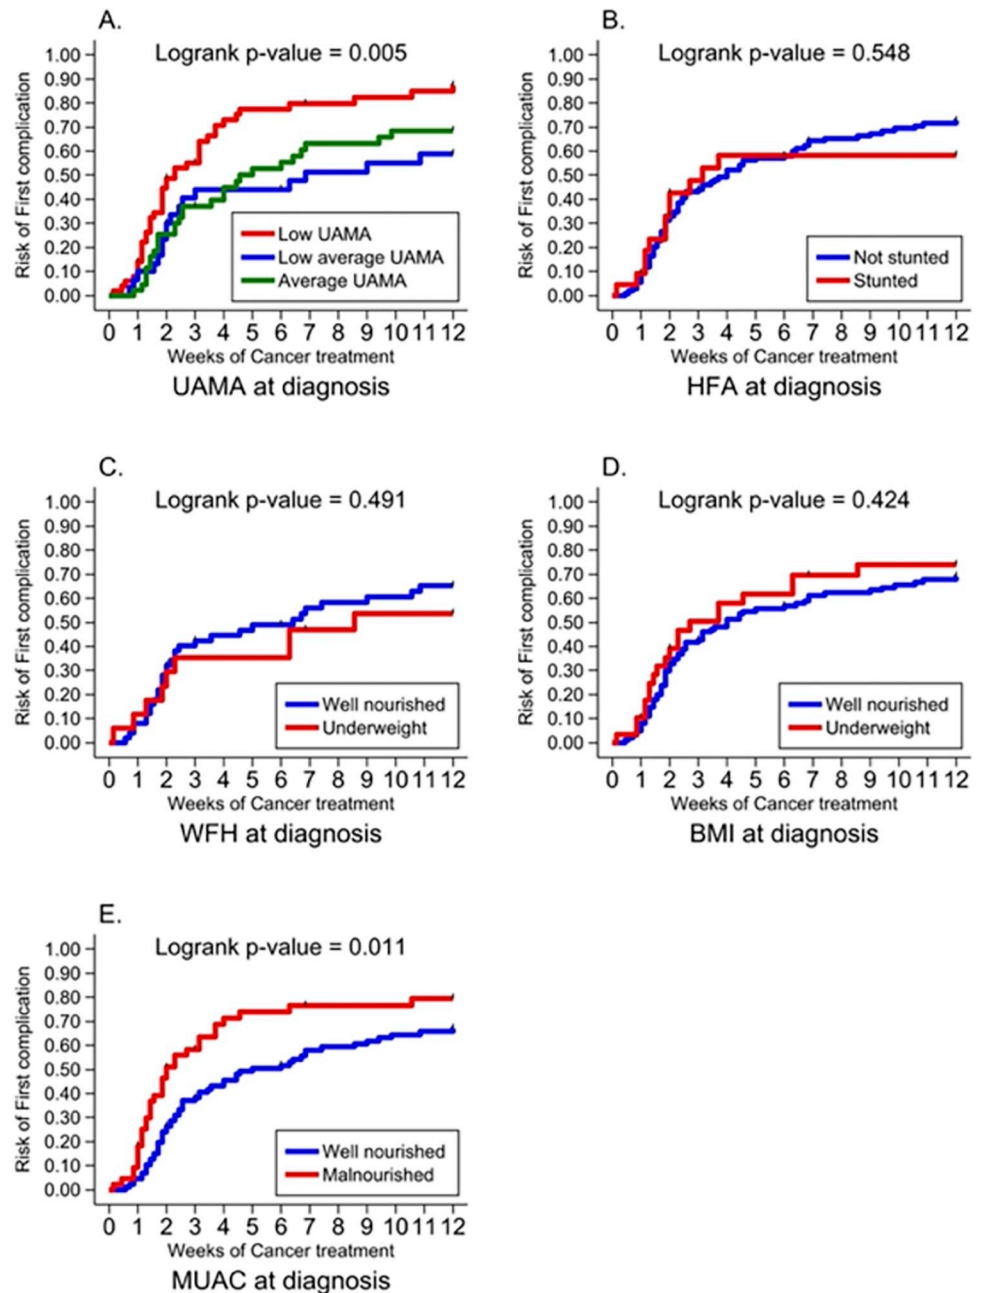 A.
Logrank p-value = 0.005
Risk of First complication
1.00
0.90
0.80
0.70
0.60
0.50
0.40
0.30
0.20
0.10
0.00
Low UAMA
Low average UAMA
Average UAMA
0 1 2 3 4 5 6 7 8 9 10 11 12
Weeks of Cancer treatment
UAMA at diagnosis
B.
Logrank p-value = 0.548
Risk of First complication
1.00
0.90
0.80
0.70
0.60
0.50
0.40
0.30
0.20
0.10
0.00
Not stunted
Stunted
0 1 2 3 4 5 6 7 8 9 10 11 12
Weeks of Cancer treatment
HFA at diagnosis
C.
Logrank p-value = 0.491
Risk of First complication
1.00
0.90
0.80
0.70
0.60
0.50
0.40
0.30
0.20
0.10
0.00
Well nourished
Underweight
0 1 2 3 4 5 6 7 8 9 10 11 12
Weeks of Cancer treatment
WFH at diagnosis
D.
Logrank p-value = 0.424
Risk of First complication
1.00
0.90
0.80
0.70
0.60
0.50
0.40
0.30
0.20
0.10
0.00
Well nourished
Underweight
0 1 2 3 4 5 6 7 8 9 10 11 12
Weeks of Cancer treatment
BMI at diagnosis
E.
Logrank p-value = 0.011
Risk of First complication
1.00
0.90
0.80
0.70
0.60
0.50
0.40
0.30
0.20
0.10
0.00
Well nourished
Malnourished
0 1 2 3 4 5 6 7 8 9 10 11 12
Weeks of Cancer treatment
MUAC at diagnosis